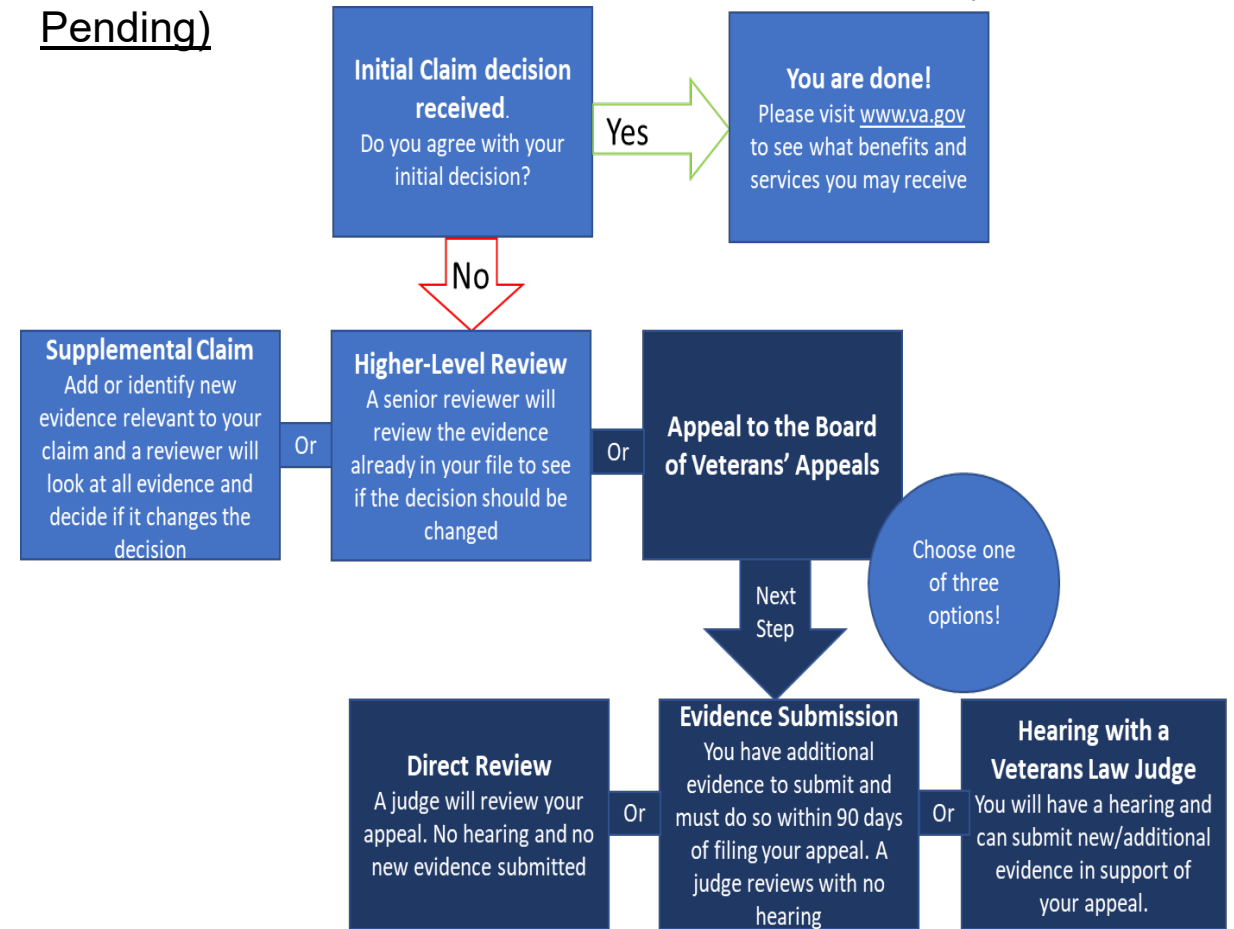 Pending)
Initial Claim decision
received.
Do you agree with your
initial decision?
Yes
You are done!
Please visit www.va.gov
to see what benefits and
services you may receive
No
Supplemental Claim
Add or identify new
evidence relevant to your
claim and a reviewer will
look at all evidence and
decide if it changes the
decision
Or
Higher-Level Review
A senior reviewer will
review the evidence
already in your file to see
if the decision should be
changed
Or
Appeal to the Board
of Veterans’ Appeals
Choose one
of three
options!
Next
Step
Direct Review
A judge will review your
appeal. No hearing and no
new evidence submitted
Or
Evidence Submission
You have additional
evidence to submit and
must do so within 90 days
of filing your appeal. A
judge reviews with no
hearing
Or
Hearing with a
Veterans Law Judge
You will have a hearing and
can submit new/additional
evidence in support of
your appeal.